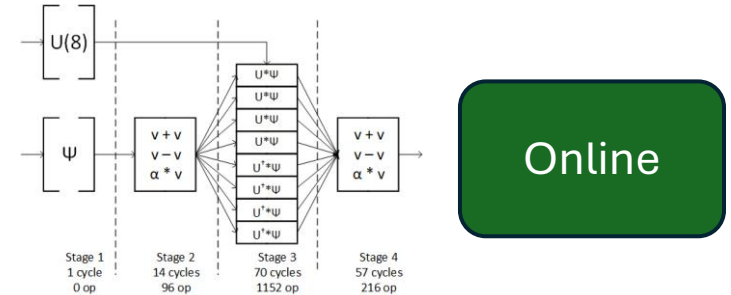 U(8)
Ψ
v + v
v – v
α * v
U*Ψ
U*Ψ
U*Ψ
U*Ψ
U†*Ψ
U†*Ψ
U†*Ψ
U†*Ψ
v + v
v – v
α * v
Online
Stage 1
1 cycle
0 op
Stage 2
14 cycles
96 op
Stage 3
70 cycles
1152 op
Stage 4
57 cycles
216 op